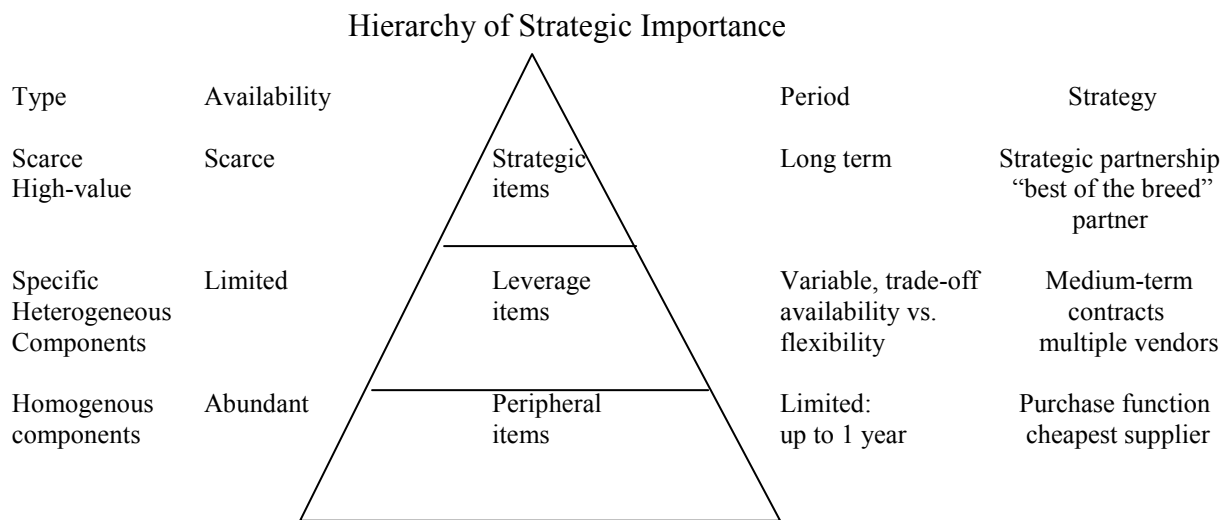 Hierarchy of Strategic Importance
Type Availability Period Strategy
Scarce Scarce Strategic Long term Strategic partnership
High-value items “best of the breed”
partner
Specific Limited Leverage Variable, trade-off Medium-term
Heterogeneous items availability vs. contracts
Components flexibility multiple vendors
Homogenous Abundant Peripheral Limited: Purchase function
components items up to 1 year cheapest supplier